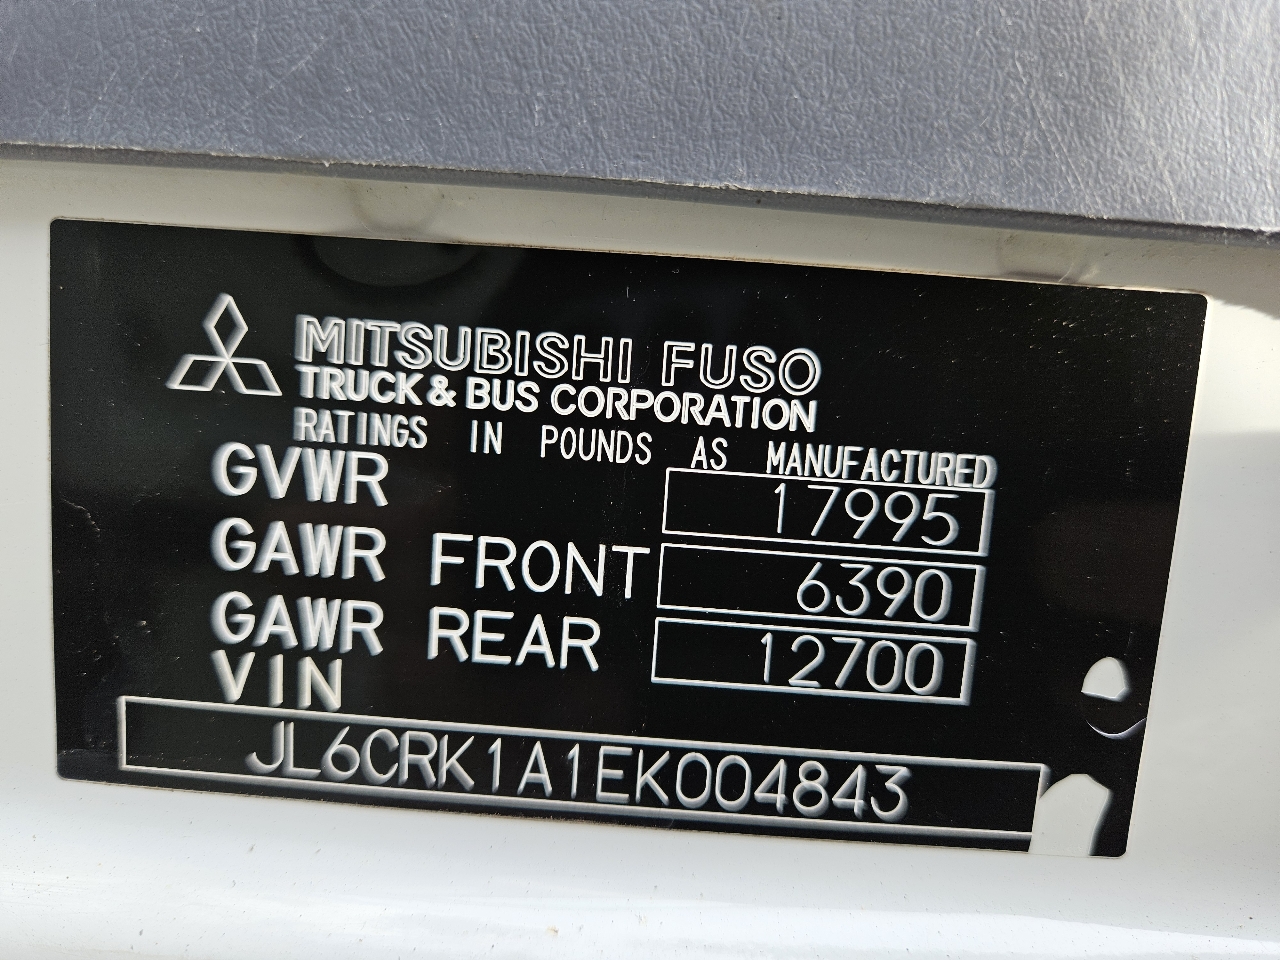 MITSUBISHI FUSO
TRUCK & BUS CORPORATION
RATINGS IN POUNDS AS MANUFACTURED
GVWR 17995
GAWR FRONT 6390
GAWR REAR 12700
VIN
JL6CRK1A1EK004843